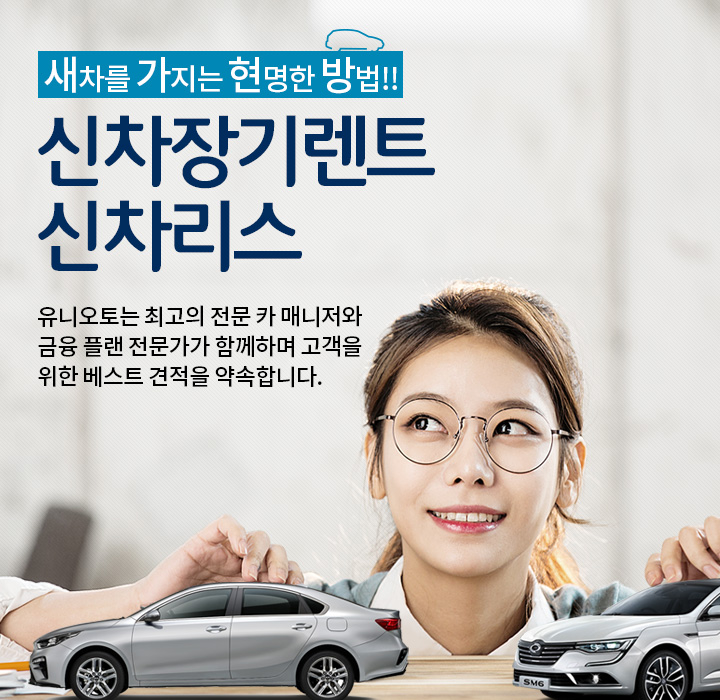 새차를 가지는 현명한 방법!!
신차장기렌트
신차리스
유니오토는 최고의 전문 카 매니저와
금융 플랜 전문가가 함께하며 고객을
위한 베스트 견적을 약속합니다.
SM6